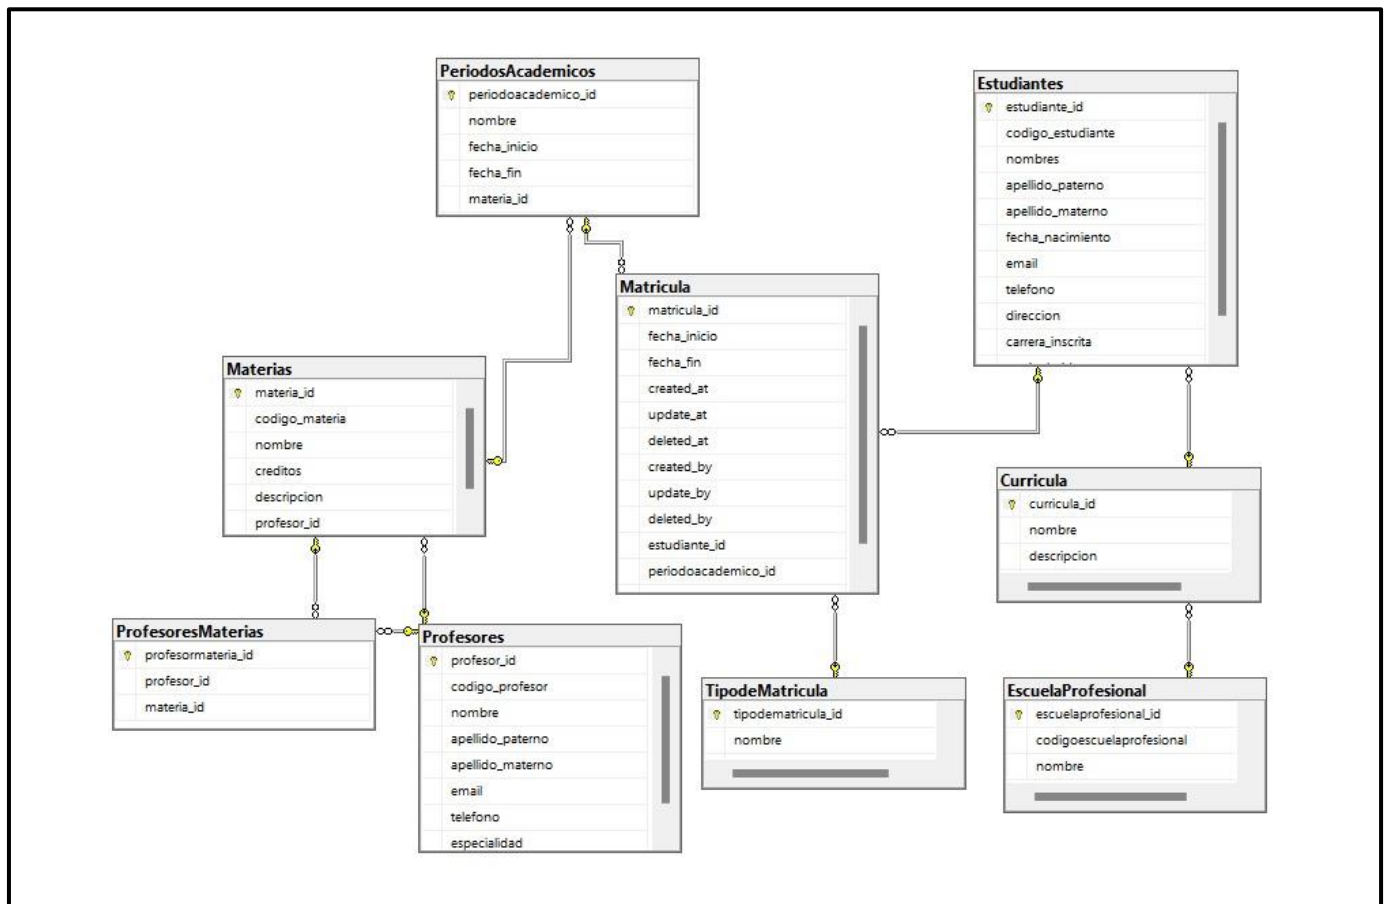 PeriodosAcademicos
periodoacademico_id
nombre
fecha_inicio
fecha_fin
materia_id
Estudiantes
estudiante_id
codigo_estudiante
nombres
apellido_paterno
apellido_materno
fecha_nacimiento
email
telefono
direccion
carrera_inscrita
Matricula
matricula_id
fecha_inicio
fecha_fin
created_at
update_at
deleted_at
created_by
update_by
deleted_by
estudiante_id
periodoacademico_id
Materias
materia_id
codigo_materia
nombre
creditos
descripcion
profesor_id
Curricula
curricula_id
nombre
descripcion
ProfesoresMaterias
profesormateria_id
profesor_id
materia_id
Profesores
profesor_id
codigo_profesor
nombre
apellido_paterno
apellido_materno
email
telefono
especialidad
TipodeMatricula
tipodematricula_id
nombre
EscuelaProfesional
escuelaprofesional_id
codigoescuelaprofesional
nombre